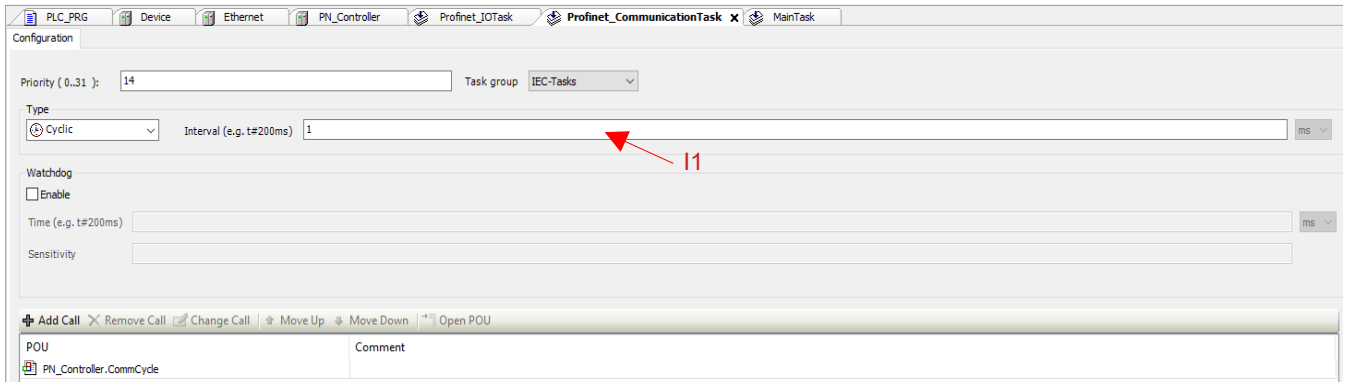 PLC_PRG Device Ethernet PN_Controller Profinet_IOTask Profinet_CommunicationTask X MainTask
Configuration
Priority ( 0..31 ): 14 Task group IEC-Tasks
Type
Cyclic Interval (e.g. t#200ms) 1 ms
I1
Watchdog
Enable
Time (e.g. t#200ms) ms
Sensitivity
Add Call Remove Call Change Call Move Up Move Down Open POU
POU Comment
PN_Controller.CommCycle